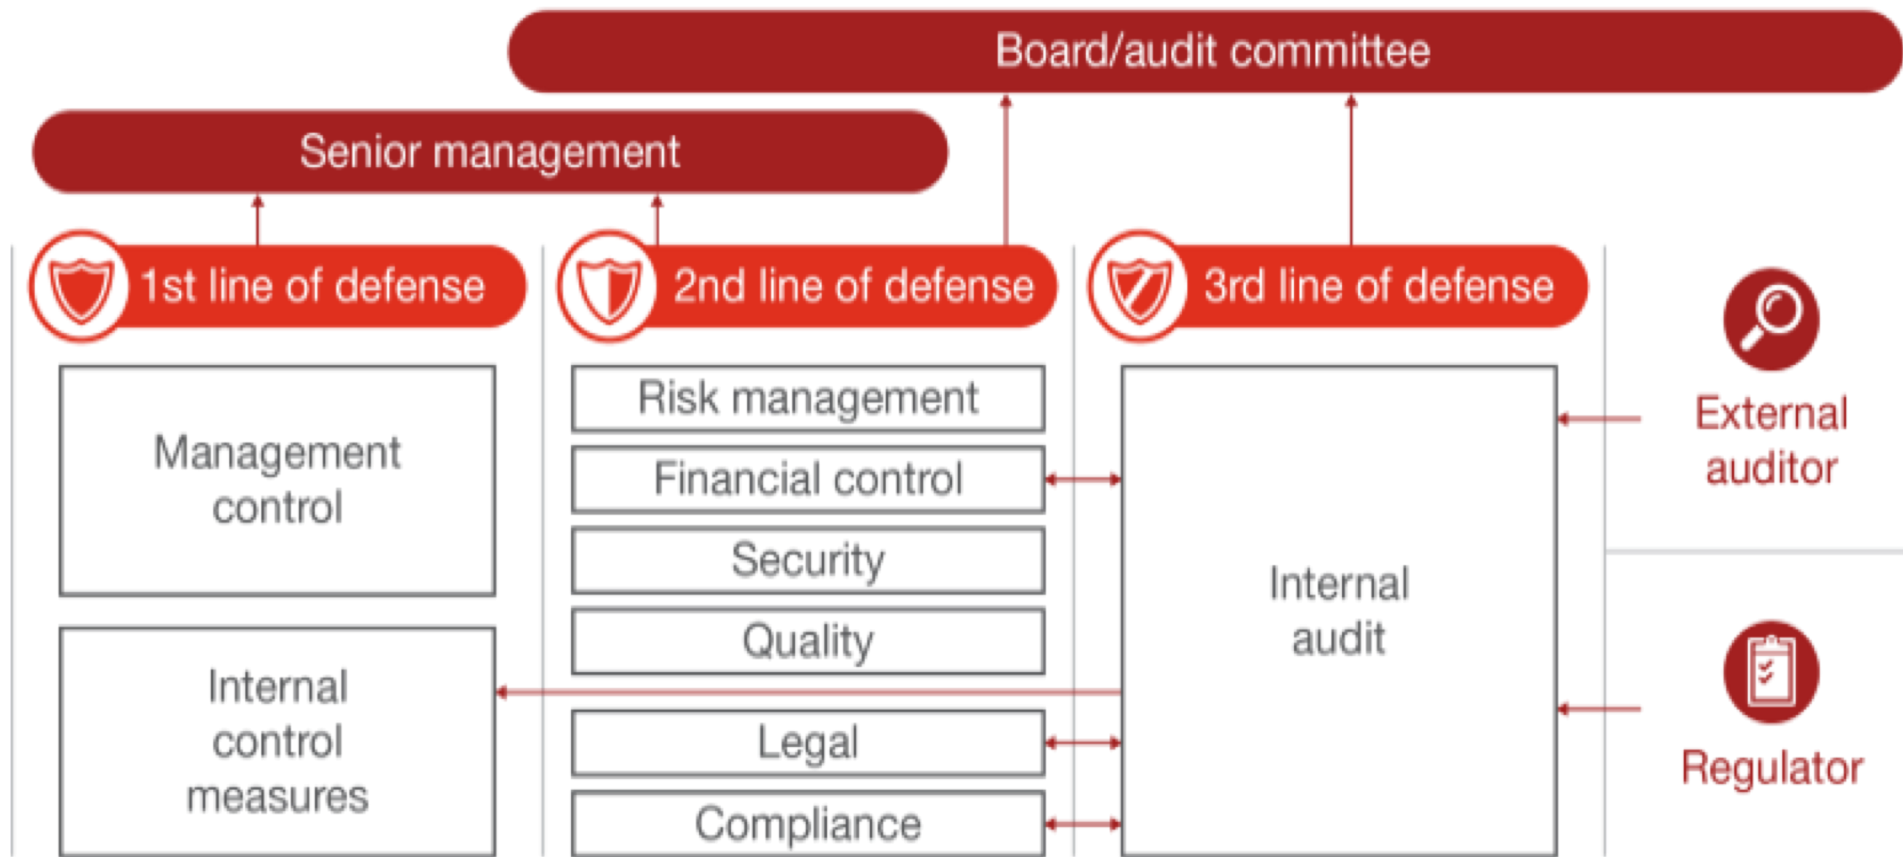 Board/audit committee
Senior management
1st line of defense
2nd line of defense
3rd line of defense
Management
control
Internal
control
measures
Risk management
Financial control
Security
Quality
Legal
Compliance
Internal
audit
External
auditor
Regulator